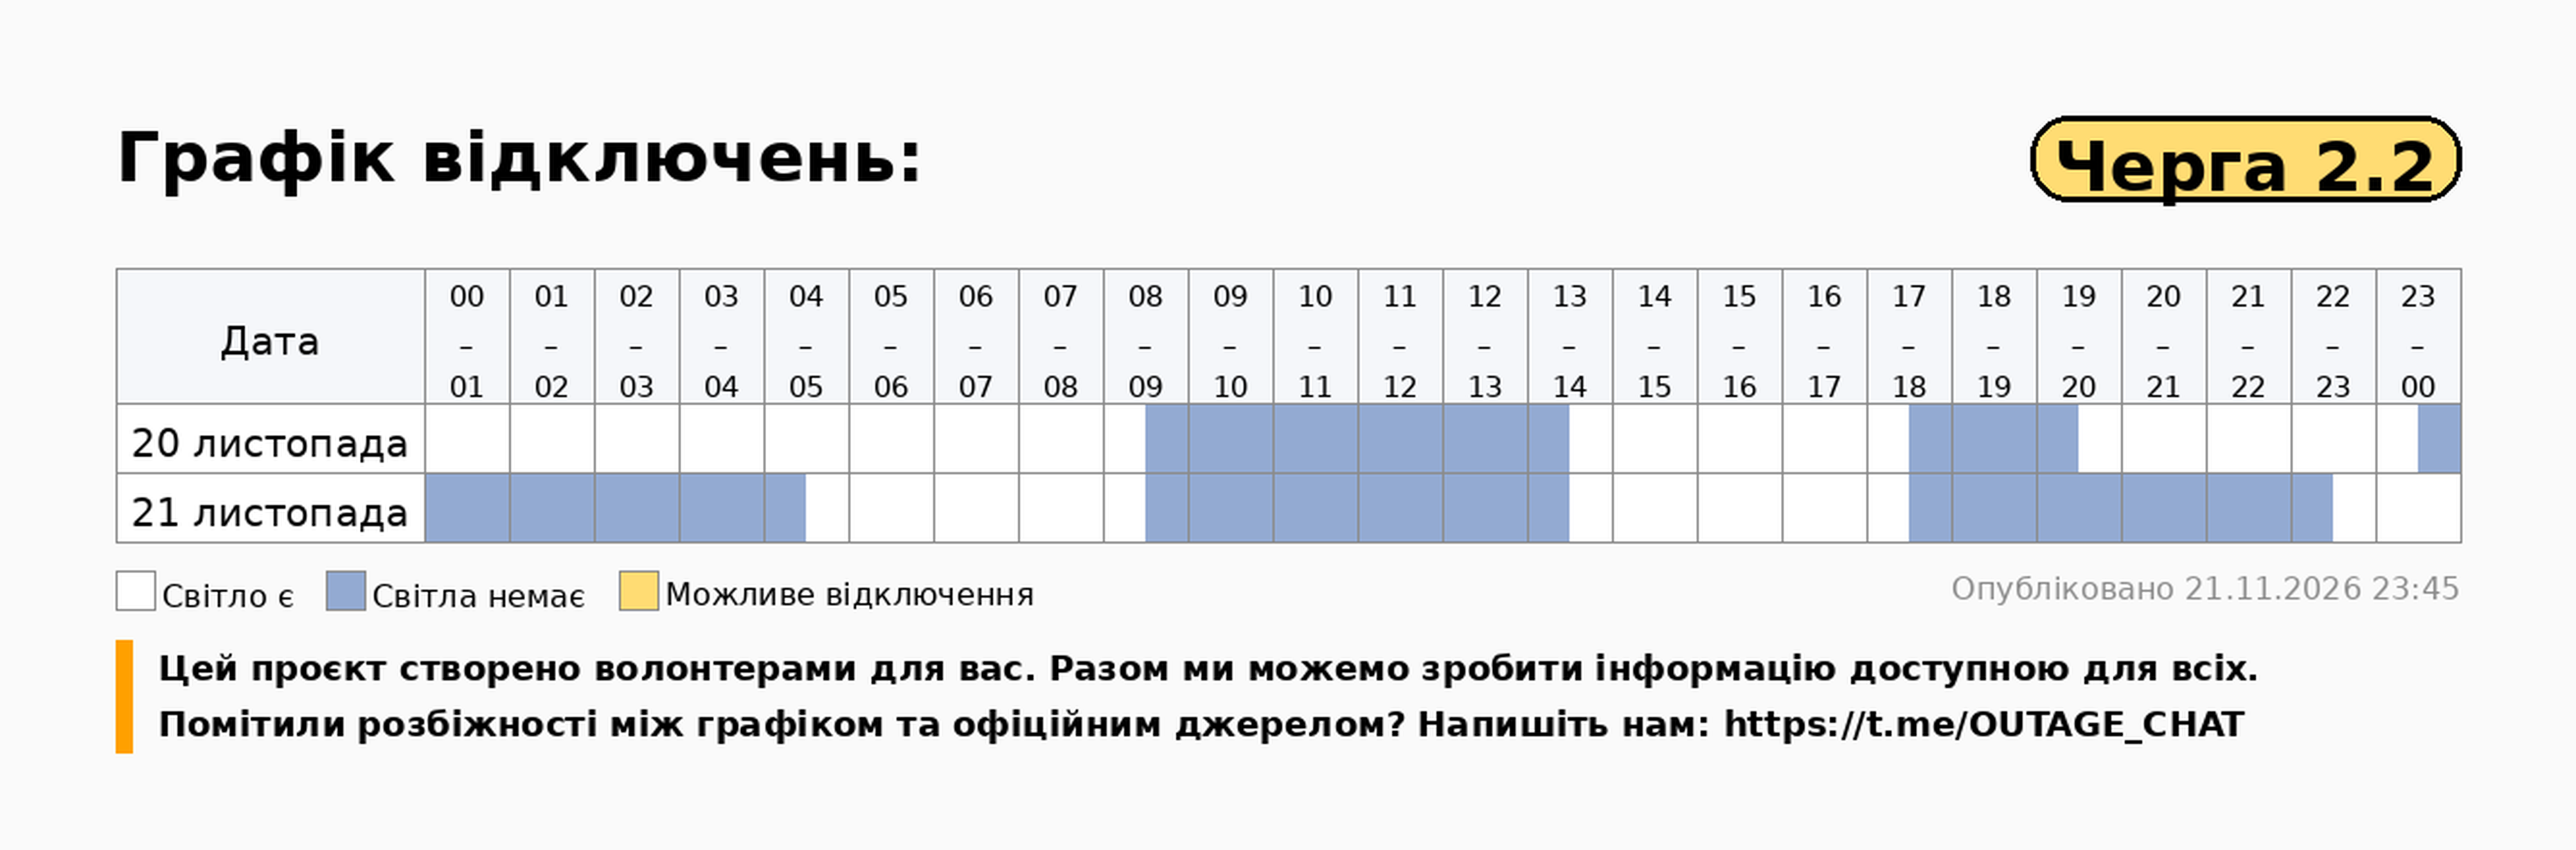 Графік відключень:
Черга 2.2
Дата 00 – 01 01 – 02 02 – 03 03 – 04 04 – 05 05 – 06 06 – 07 07 – 08 08 – 09 09 – 10 10 – 11 11 – 12 12 – 13 13 – 14 14 – 15 15 – 16 16 – 17 17 – 18 18 – 19 19 – 20 20 – 21 21 – 22 22 – 23 23 – 00
20 листопада
21 листопада
Світло є Світла немає Можливе відключення
Опубліковано 21.11.2026 23:45
Цей проєкт створено волонтерами для вас. Разом ми можемо зробити інформацію доступною для всіх.
Помітили розбіжності між графіком та офіційним джерелом? Напишіть нам: https://t.me/OUTAGE_CHAT